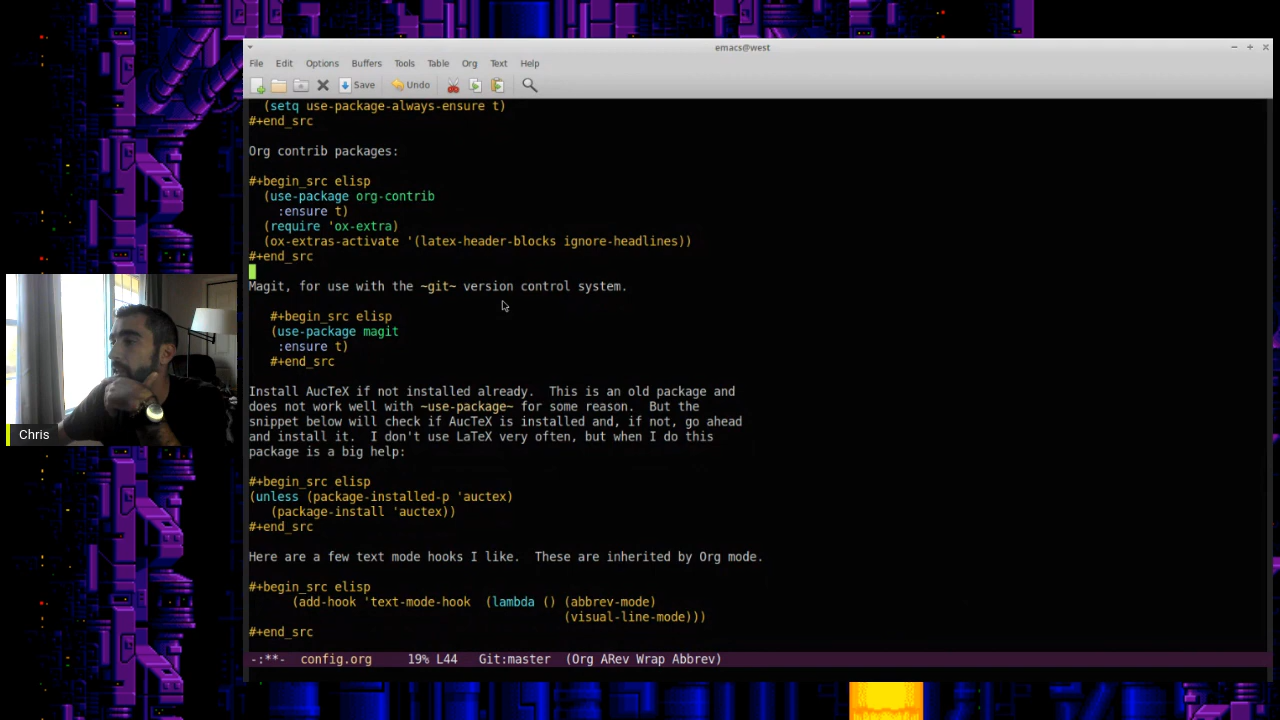 emacs@west
File Edit Options Buffers Tools Table Org Text Help
Save Undo
(setq use-package-always-ensure t)
#+end_src
Org contrib packages:
#+begin_src elisp
(use-package org-contrib
:ensure t)
(require 'ox-extra)
(ox-extras-activate '(latex-header-blocks ignore-headlines))
#+end_src
Magit, for use with the ~git~ version control system.
#+begin_src elisp
(use-package magit
:ensure t)
#+end_src
Install AucTeX if not installed already.  This is an old package and
does not work well with ~use-package~ for some reason.  But the
snippet below will check if AucTeX is installed and, if not, go ahead
and install it.  I don't use LaTeX very often, but when I do this
package is a big help:
#+begin_src elisp
(unless (package-installed-p 'auctex)
(package-install 'auctex))
#+end_src
Here are a few text mode hooks I like.  These are inherited by Org mode.
#+begin_src elisp
(add-hook 'text-mode-hook  (lambda () (abbrev-mode)
(visual-line-mode)))
#+end_src
-:**-  config.org     19% L44   Git:master  (Org ARev Wrap Abbrev)
Chris